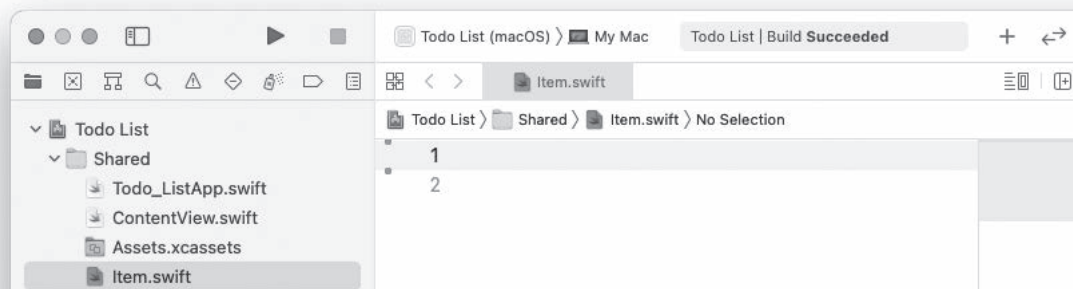 Todo List (macOS) 〉 My Mac
Todo List | Build Succeeded
Item.swift
Todo List 〉 Shared 〉 Item.swift 〉 No Selection
Todo List
Shared
Todo_ListApp.swift
ContentView.swift
Assets.xcassets
Item.swift
1
2